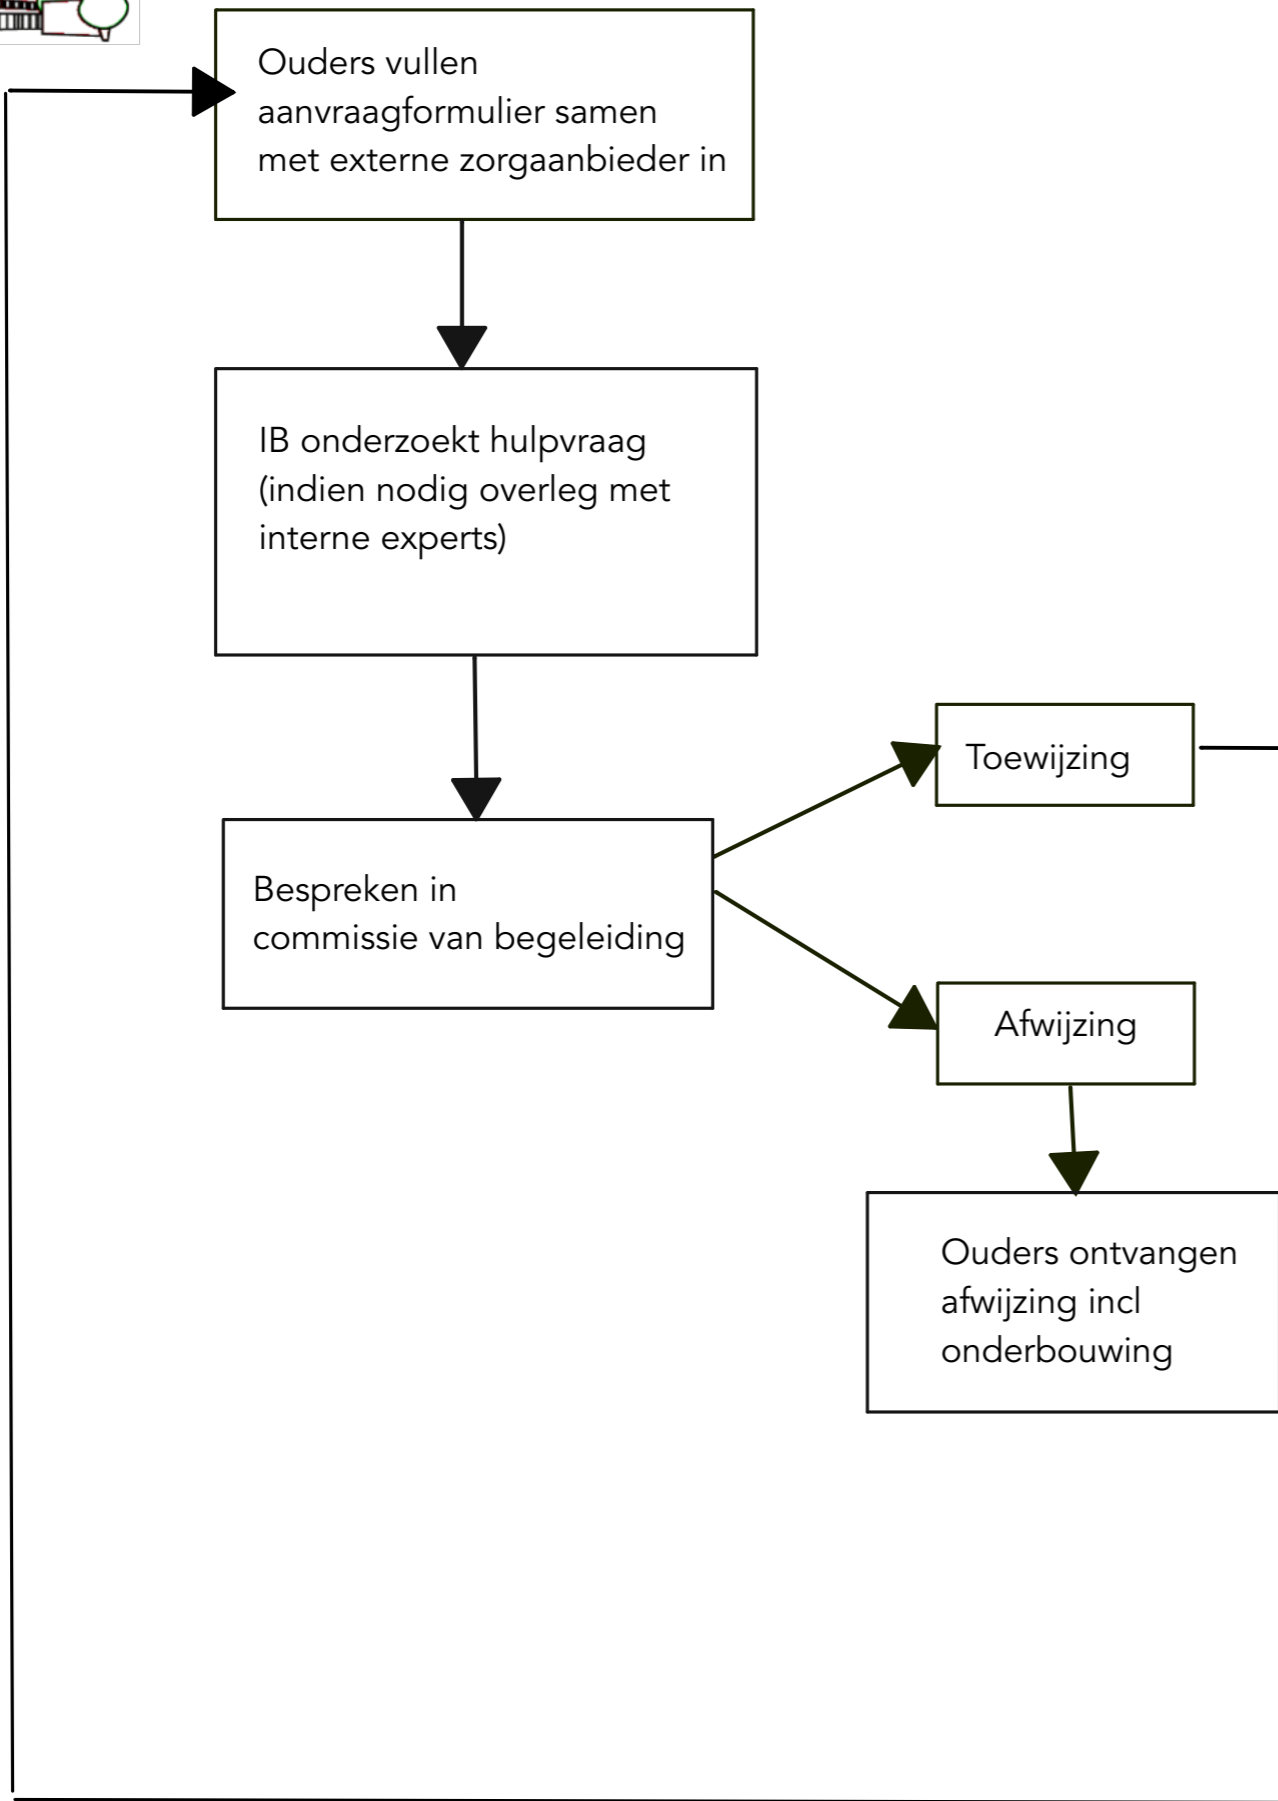 Ouders vullen
aanvraagformulier samen
met externe zorgaanbieder in
IB onderzoekt hulpvraag
(indien nodig overleg met
interne experts)
Bespreken in
commissie van begeleiding
Toewijzing
Afwijzing
Ouders ontvangen
afwijzing incl
onderbouwing